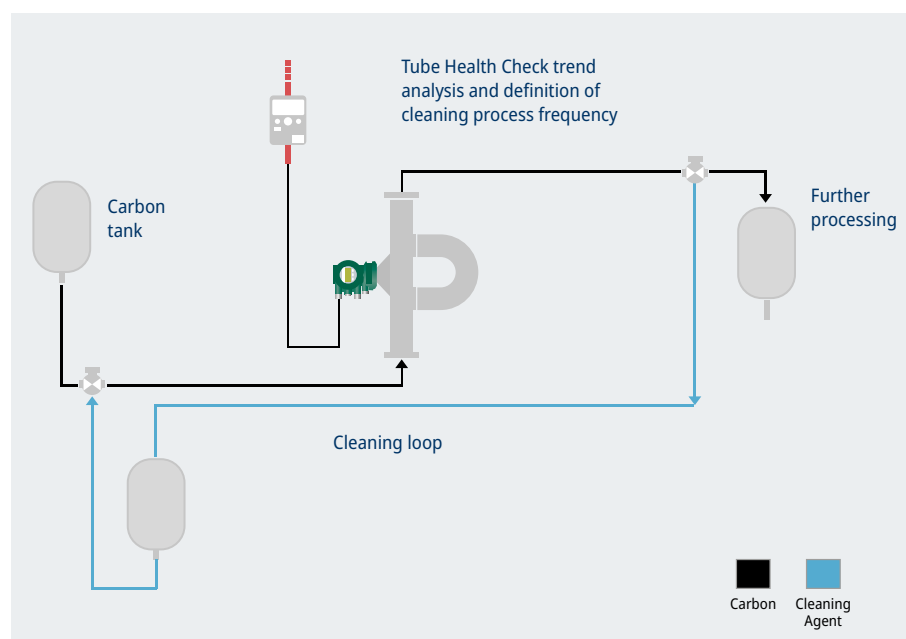 Tube Health Check trend
analysis and definition of
cleaning process frequency
Carbon
tank
Further
processing
Cleaning loop
Carbon
Cleaning
Agent